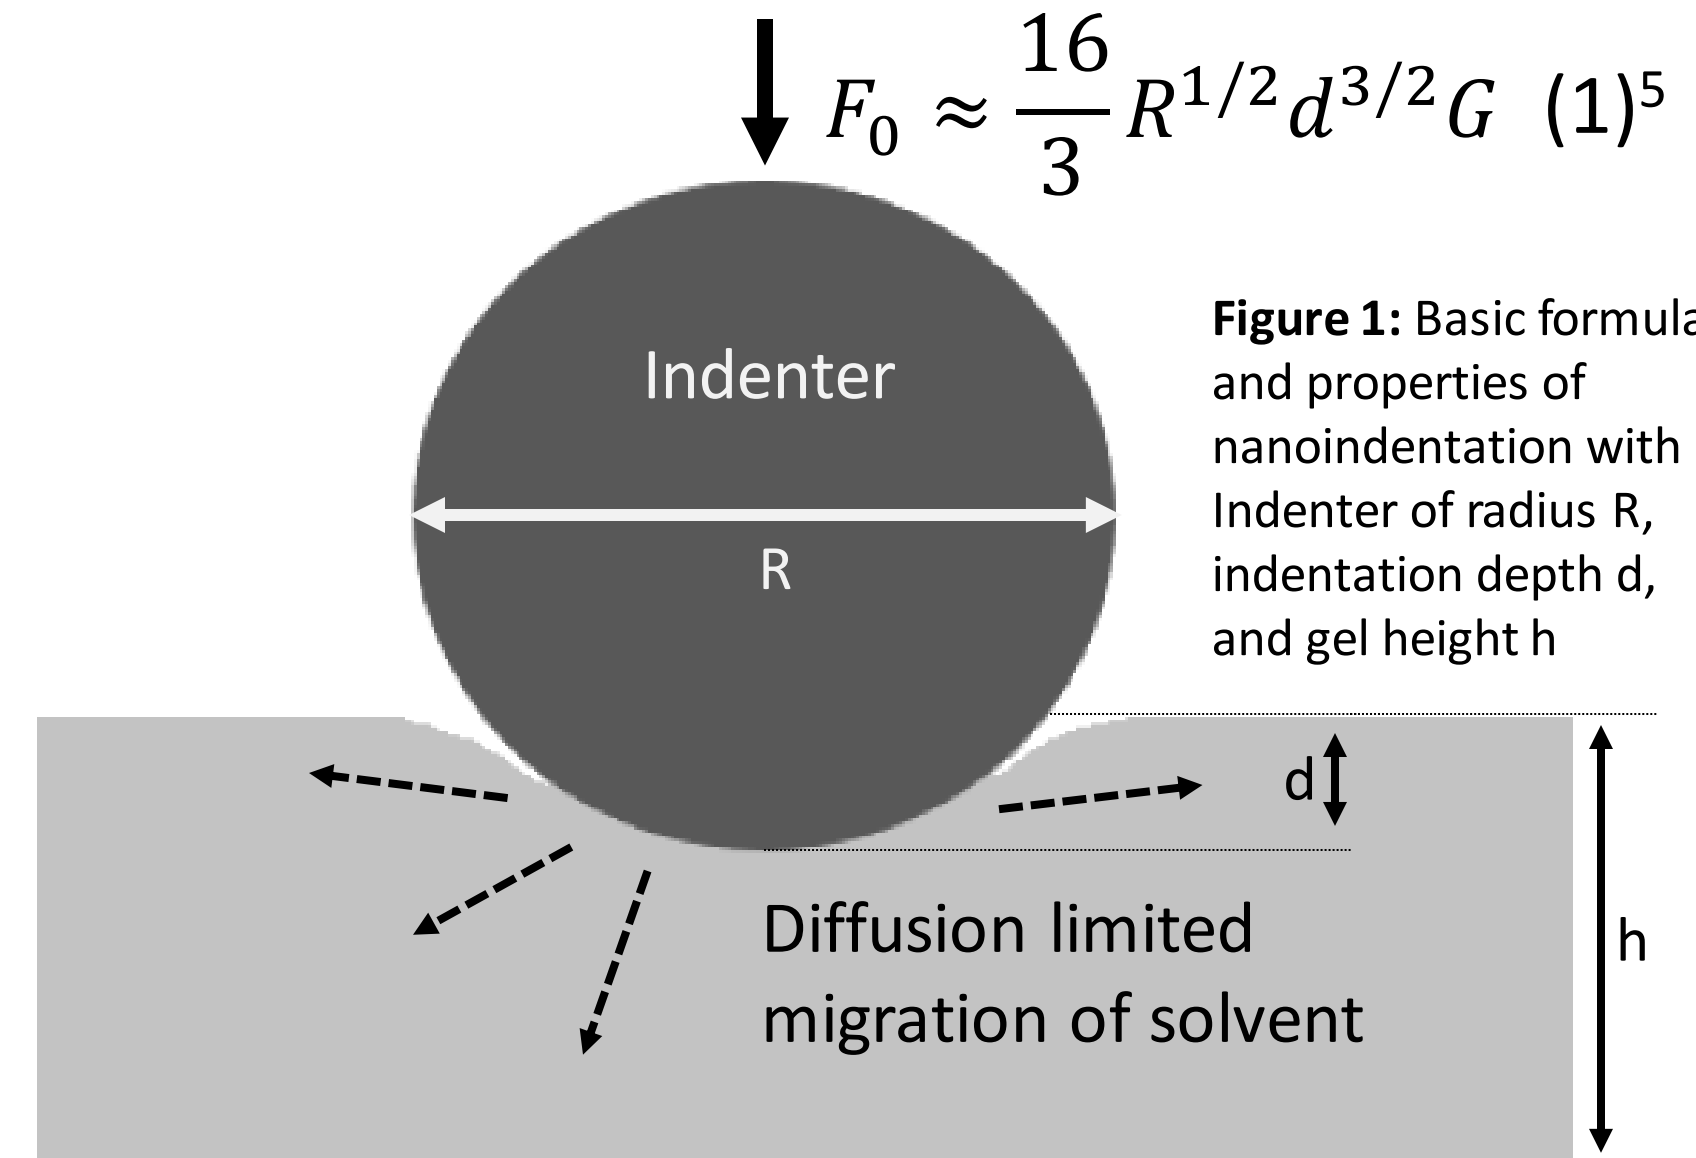 F₀ ≈ 16/3 R^{1/2} d^{3/2} G (1)⁵
Indenter
R
Figure 1: Basic formula
and properties of
nanoindentation with
Indenter of radius R,
indentation depth d,
and gel height h
d
h
Diffusion limited
migration of solvent